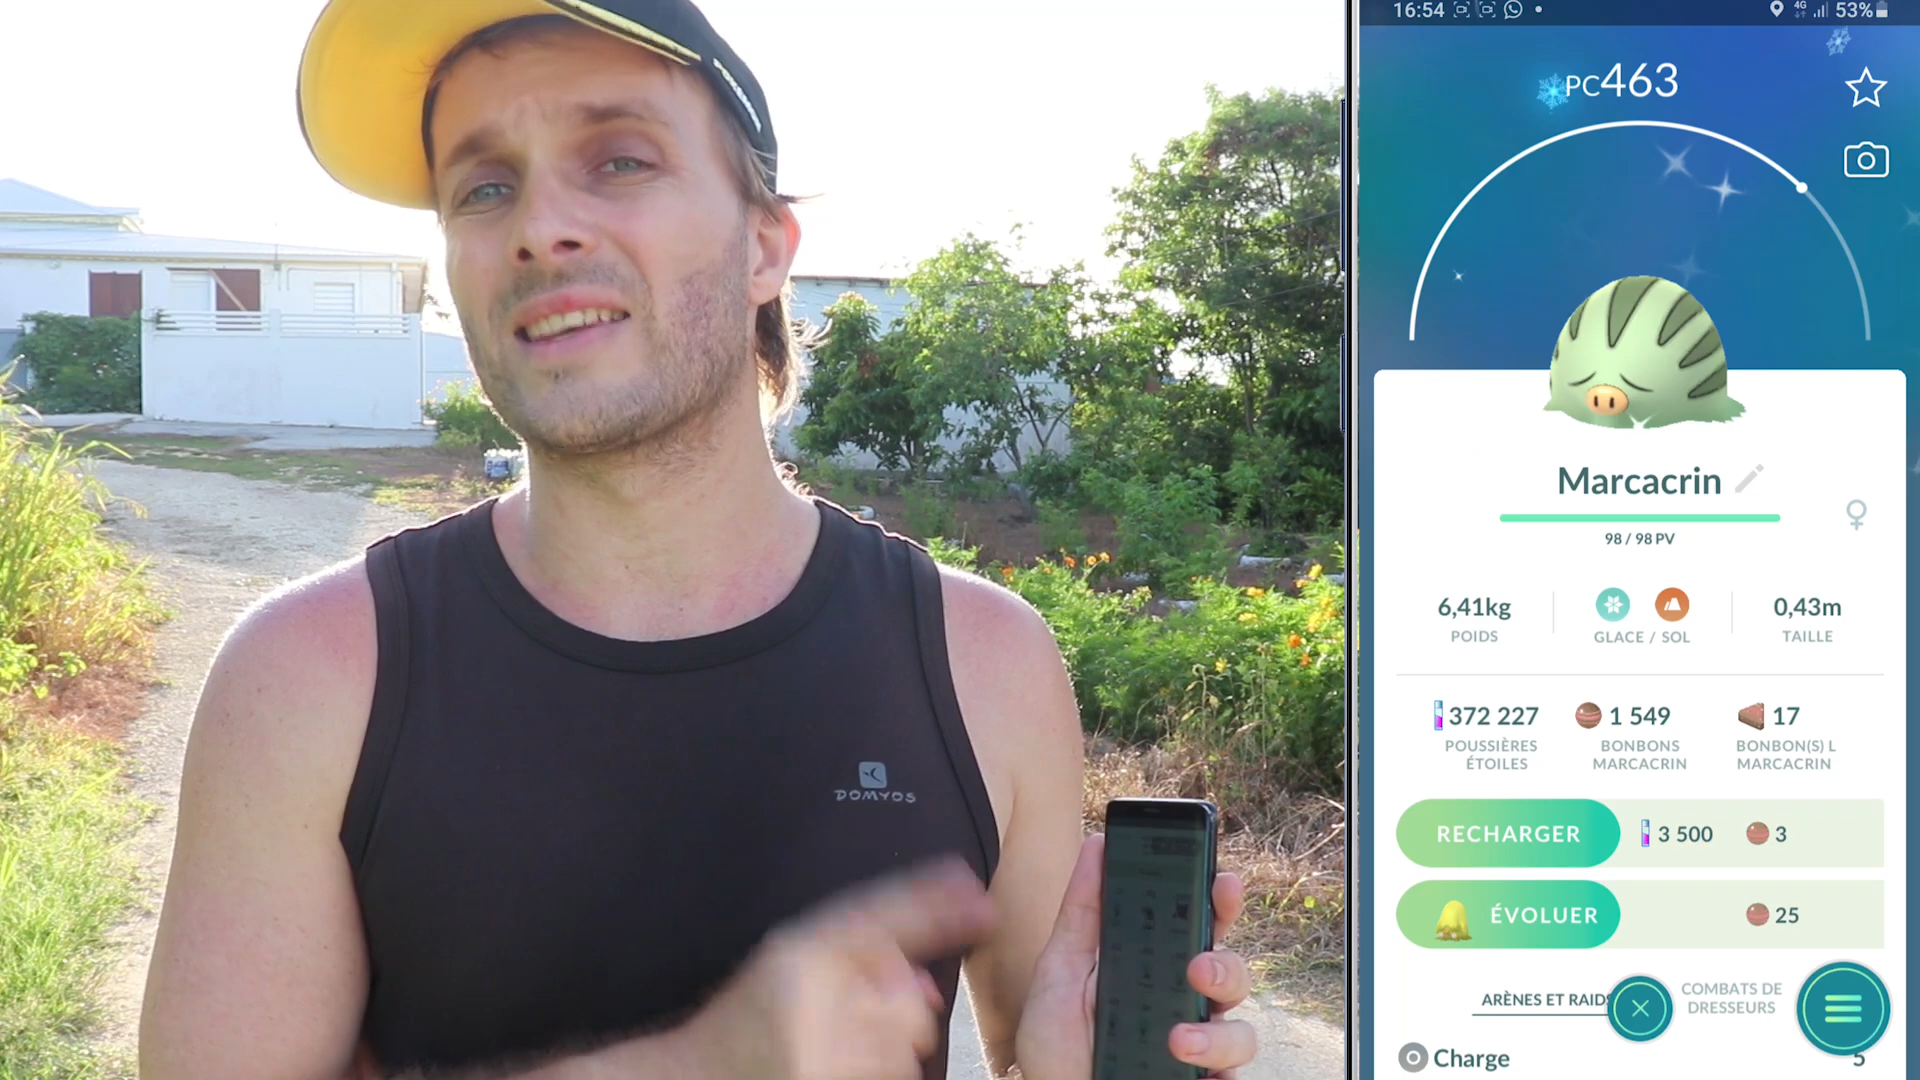 16:54
4G
53%
PC463
Marcacrin
98 / 98 PV
6,41kg
POIDS
GLACE / SOL
0,43m
TAILLE
372 227
POUSSIÈRES
ÉTOILES
1 549
BONBONS
MARCACRIN
17
BONBON(S) L
MARCACRIN
RECHARGER
3 500
3
ÉVOLUER
25
ARÈNES ET RAIDS
COMBATS DE
DRESSEURS
Charge
5
DOMYOS